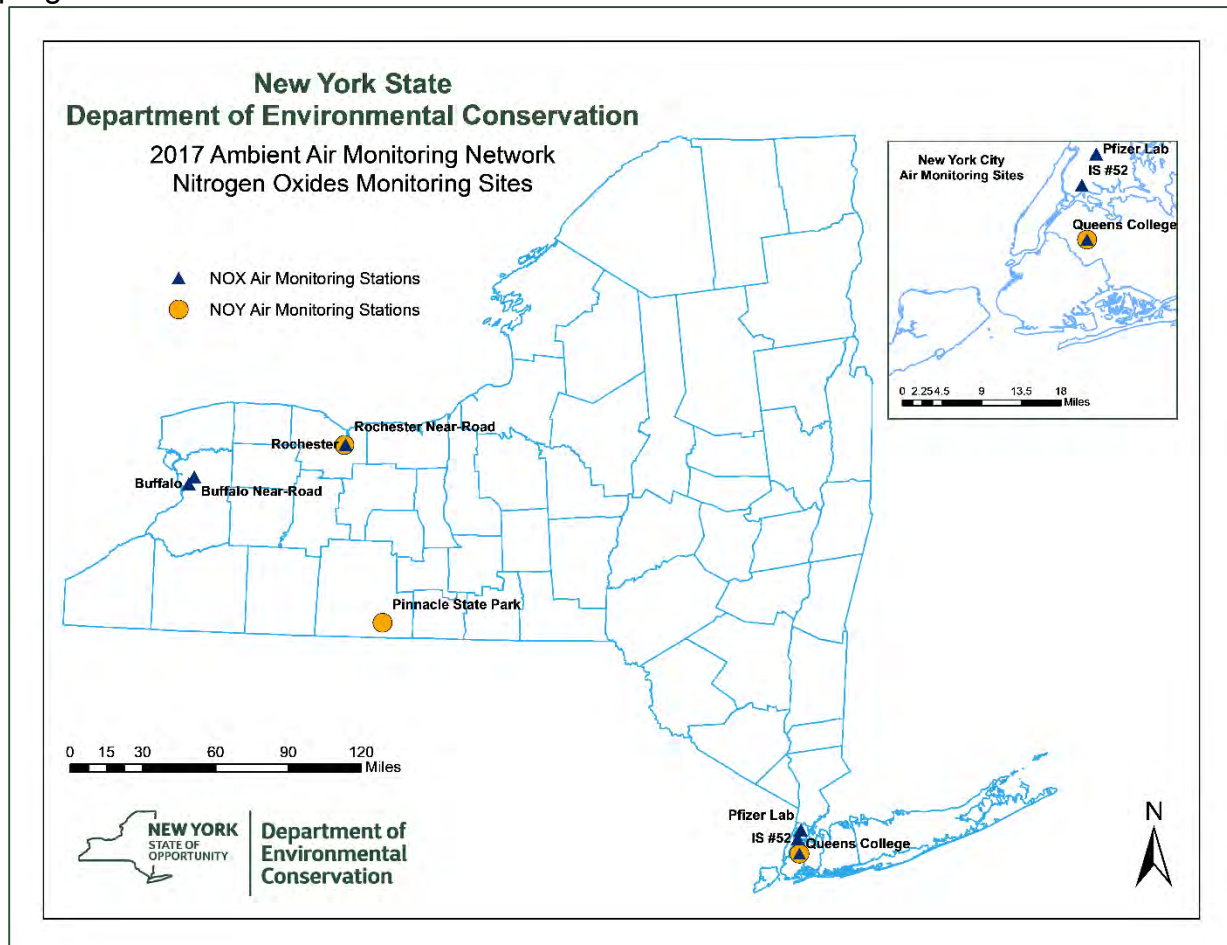 New York State
Department of Environmental Conservation
2017 Ambient Air Monitoring Network
Nitrogen Oxides Monitoring Sites
NOX Air Monitoring Stations
NOY Air Monitoring Stations
New York City
Air Monitoring Sites
Pfizer Lab
IS #52
Queens College
0 2.25 4.5 9 13.5 18
Miles
Rochester Near-Road
Rochester
Buffalo
Buffalo Near-Road
Pinnacle State Park
0 15 30 60 90 120
Miles
Pfizer Lab
IS #52
Queens College
N
NEW YORK
STATE OF
OPPORTUNITY
Department of
Environmental
Conservation